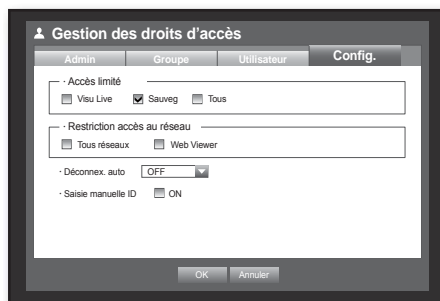 Gestion des droits d'accès
Admin Groupe Utilisateur Config.
· Accès limité
Visu Live Sauveg Tous
· Restriction accès au réseau
Tous réseaux Web Viewer
· Déconnex. auto OFF
· Saisie manuelle ID ON
OK Annuler